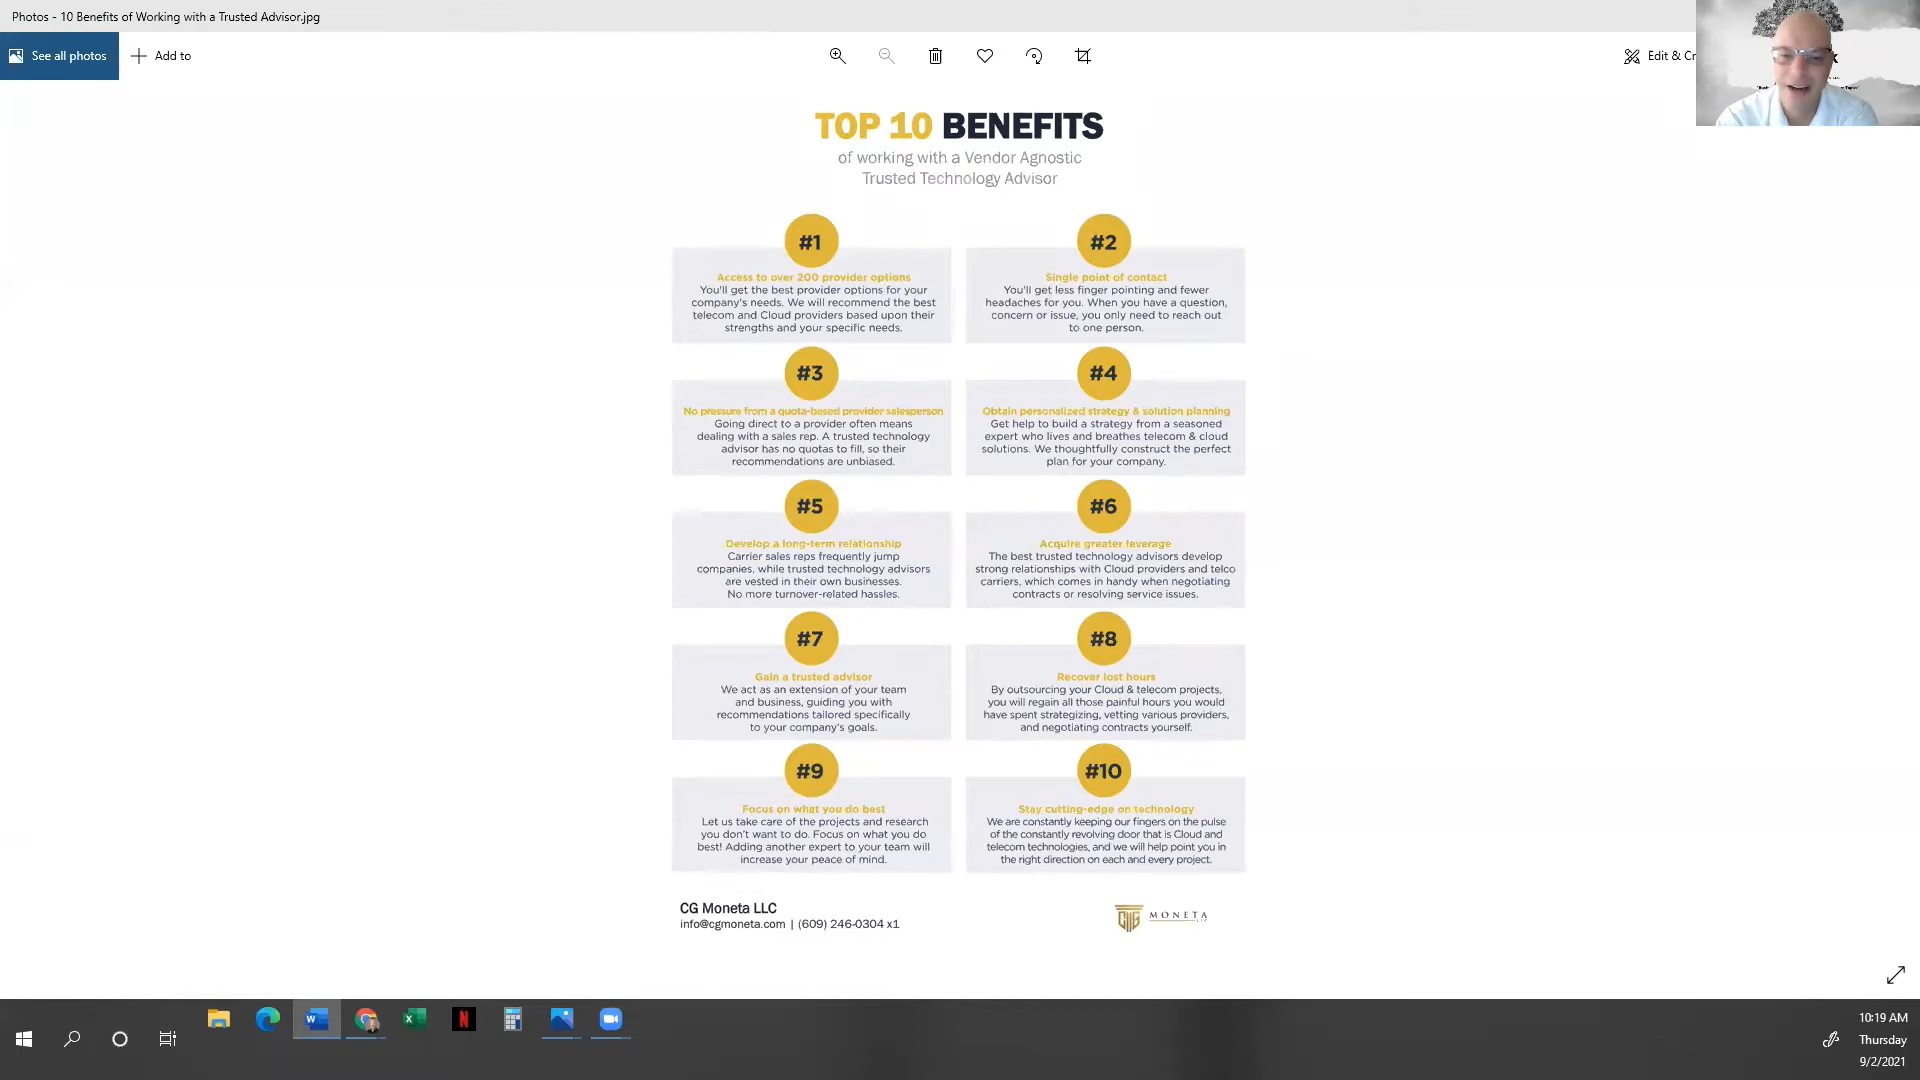 Photos - 10 Benefits of Working with a Trusted Advisor.jpg
See all photos
Add to
Edit & Cr
TOP 10 BENEFITS
of working with a Vendor Agnostic
Trusted Technology Advisor
#1
Access to over 200 provider options
You'll get the best provider options for your
company's needs. We will recommend the best
telecom and Cloud providers based upon their
strengths and your specific needs.
#2
Single point of contact
You'll get less finger pointing and fewer
headaches for you. When you have a question,
concern or issue, you only need to reach out
to one person.
#3
No pressure from a quota-based provider salesperson
Going direct to a provider often means
dealing with a sales rep. A trusted technology
advisor has no quotas to fill, so their
recommendations are unbiased.
#4
Obtain personalized strategy & solution planning
Get help to build a strategy from a seasoned
expert who lives and breathes telecom & cloud
solutions. We thoughtfully construct the perfect
plan for your company.
#5
Develop a long-term relationship
Carrier sales reps frequently jump
companies, while trusted technology advisors
are vested in their own businesses.
No more turnover-related hassles.
#6
Acquire greater leverage
The best trusted technology advisors develop
strong relationships with Cloud providers and telco
carriers, which comes in handy when negotiating
contracts or resolving service issues.
#7
Gain a trusted advisor
We act as an extension of your team
and business, guiding you with
recommendations tailored specifically
to your company's goals.
#8
Recover lost hours
By outsourcing your Cloud & telecom projects,
you will regain all those painful hours you would
have spent strategizing, vetting various providers,
and negotiating contracts yourself.
#9
Focus on what you do best
Let us take care of the projects and research
you don't want to do. Focus on what you do
best! Adding another expert to your team will
increase your peace of mind.
#10
Stay cutting-edge on technology
We are constantly keeping our fingers on the pulse
of the constantly revolving door that is Cloud and
telecom technologies, and we will help point you in
the right direction on each and every project.
CG Moneta LLC
info@cgmoneta.com | (609) 246-0304 x1
MONETA
10:19 AM
Thursday
9/2/2021